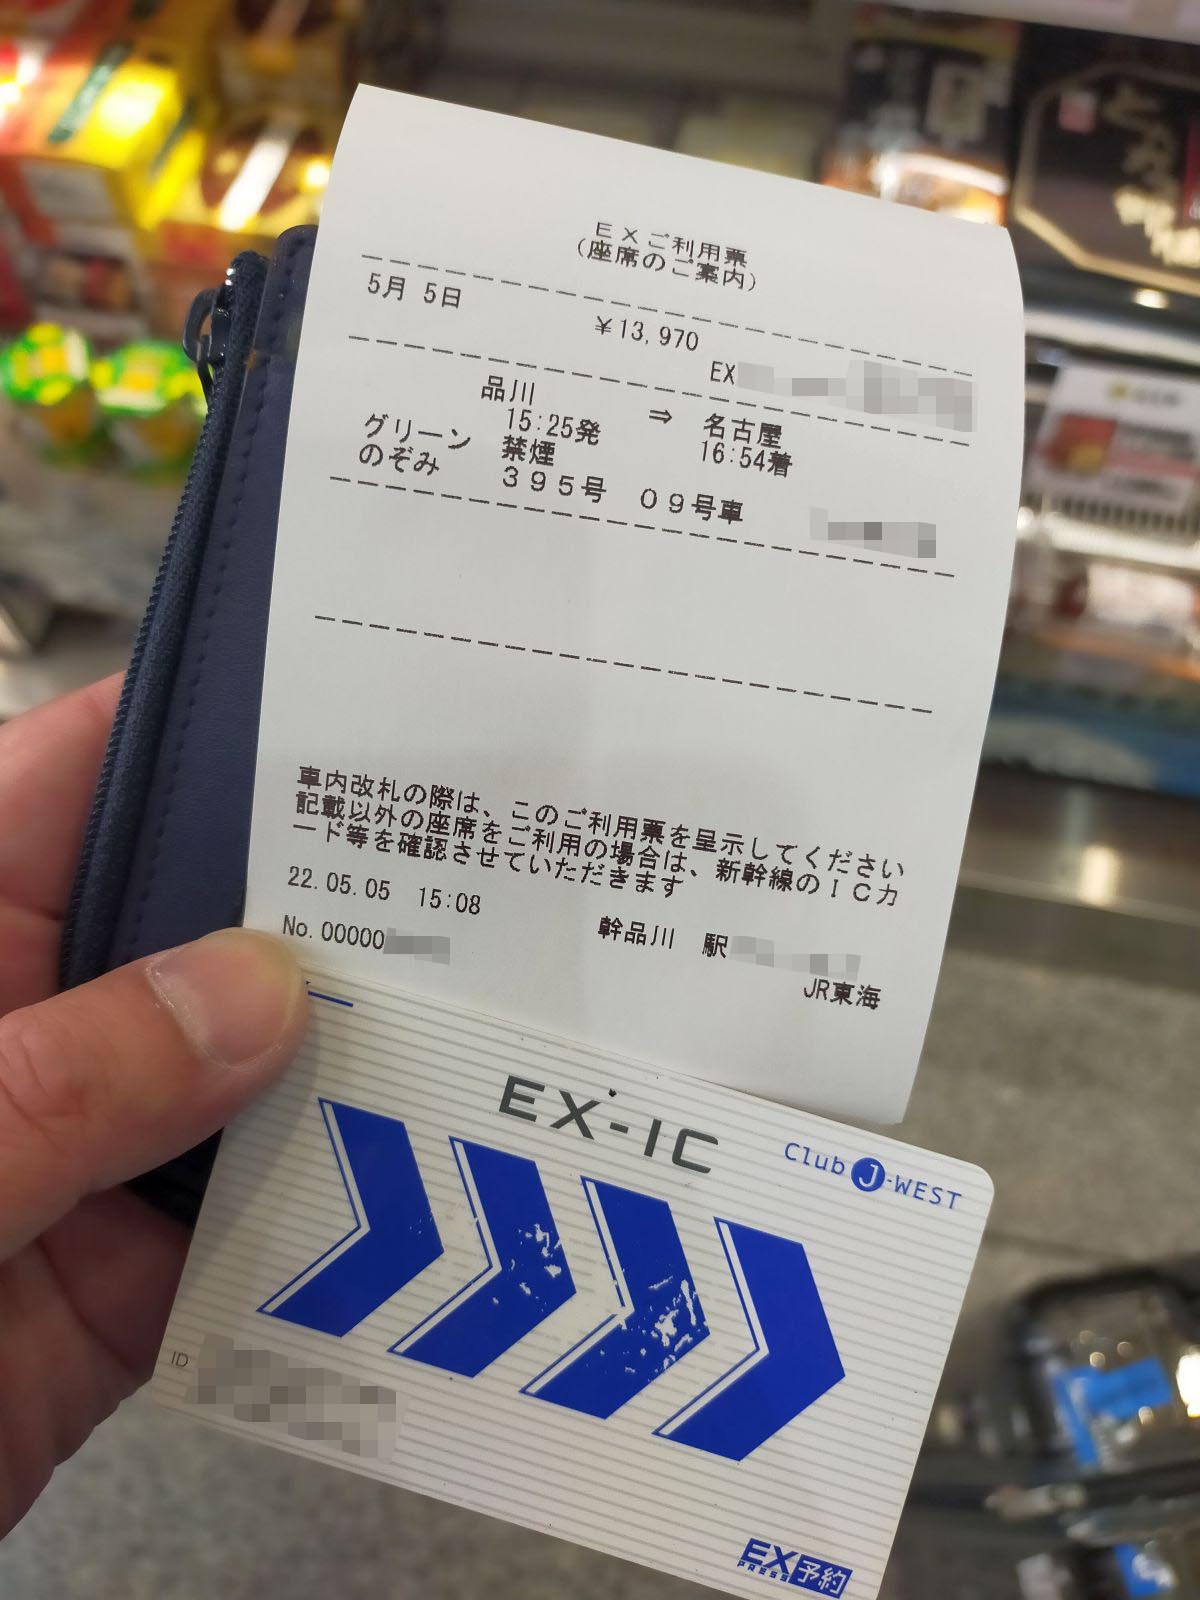 EXご利用票
(座席のご案内)
5月 5日
¥13,970
EX
品川 ⇒ 名古屋
15:25発 16:54着
グリーン 禁煙
のぞみ 395号 09号車
車内改札の際は、このご利用票を呈示してください
記載以外の座席をご利用の場合は、新幹線のICカ
ード等を確認させていただきます
22.05.05 15:08
No.00000
幹品川 駅
JR東海
EX-IC
Club J-WEST
ID
EX予約
PRESS